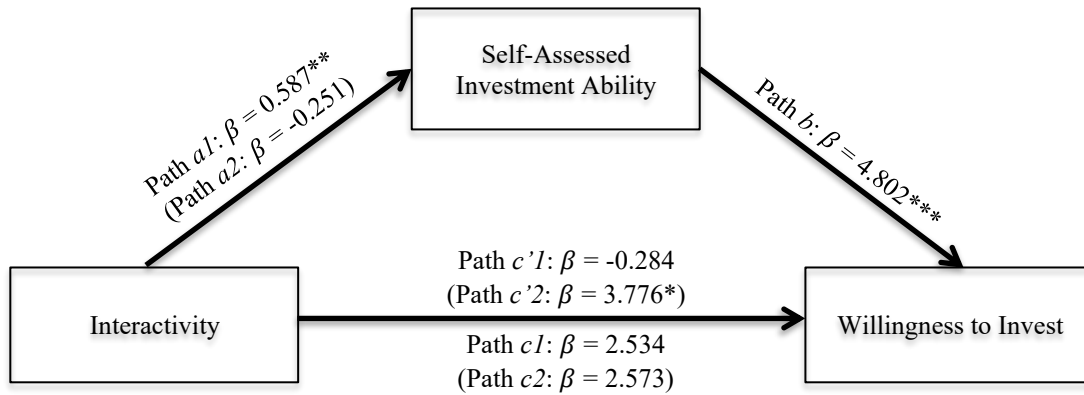 Self-Assessed
Investment Ability
Path a1: β = 0.587**
(Path a2: β = -0.251)
Path b: β = 4.802***
Interactivity
Path c’1: β = -0.284
(Path c’2: β = 3.776*)
Path c1: β = 2.534
(Path c2: β = 2.573)
Willingness to Invest